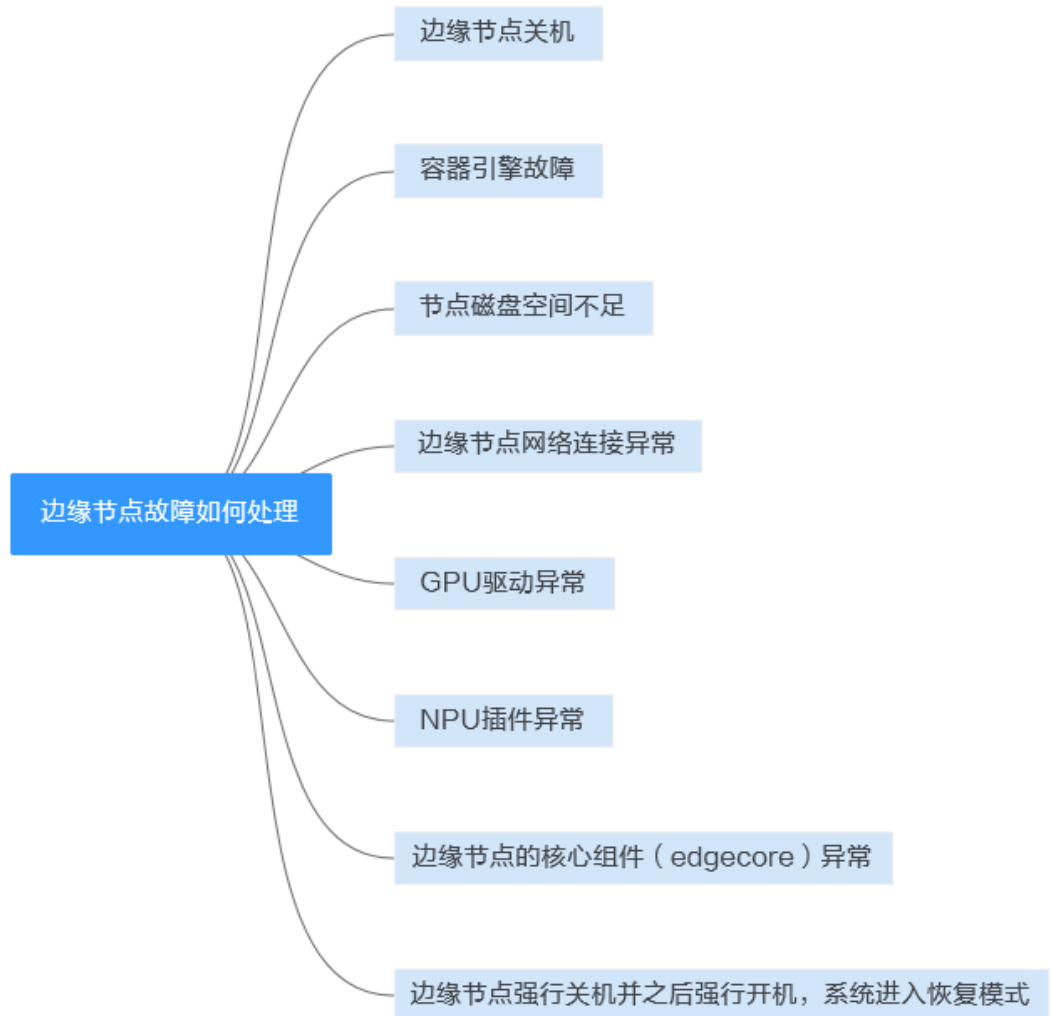 边缘节点关机
容器引擎故障
节点磁盘空间不足
边缘节点网络连接异常
边缘节点故障如何处理
GPU驱动异常
NPU插件异常
边缘节点的核心组件（edgecore）异常
边缘节点强行关机并之后强行开机，系统进入恢复模式